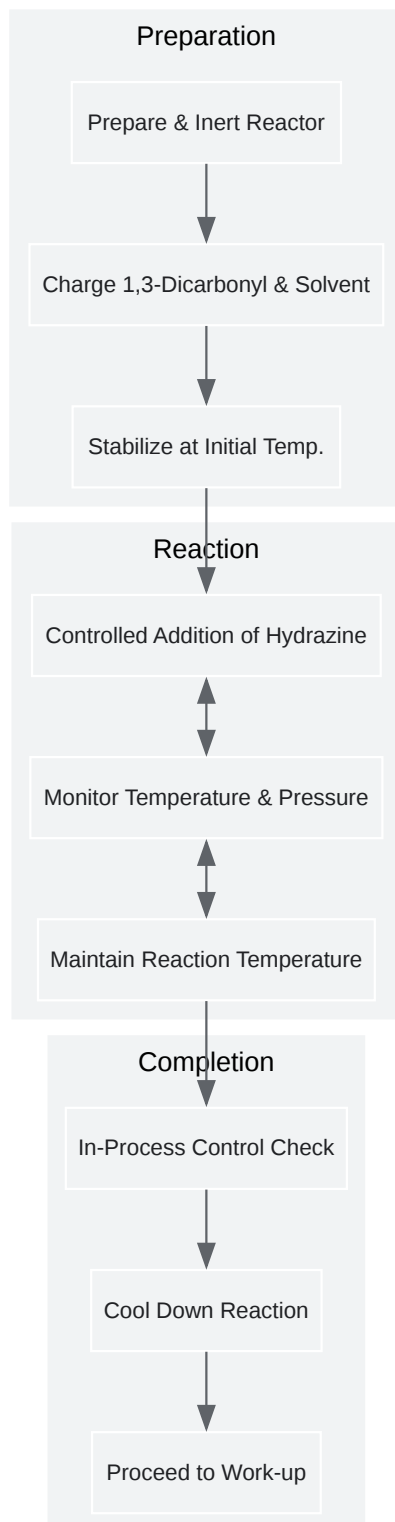 Preparation
Prepare & Inert Reactor
Charge 1,3-Dicarbonyl & Solvent
Stabilize at Initial Temp.
Reaction
Controlled Addition of Hydrazine
Monitor Temperature & Pressure
Maintain Reaction Temperature
Completion
In-Process Control Check
Cool Down Reaction
Proceed to Work-up